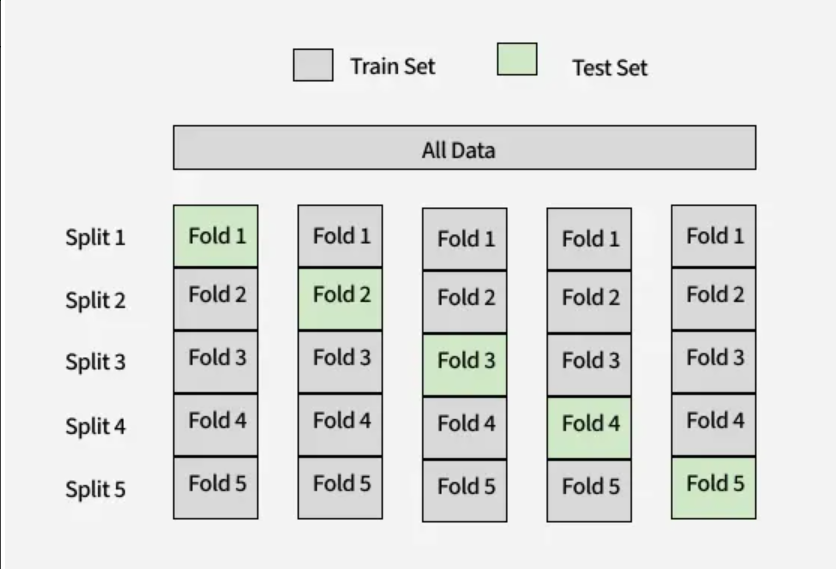 Train Set Test Set
All Data
Split 1 Fold 1 Fold 1 Fold 1 Fold 1 Fold 1
Split 2 Fold 2 Fold 2 Fold 2 Fold 2 Fold 2
Split 3 Fold 3 Fold 3 Fold 3 Fold 3 Fold 3
Split 4 Fold 4 Fold 4 Fold 4 Fold 4 Fold 4
Split 5 Fold 5 Fold 5 Fold 5 Fold 5 Fold 5